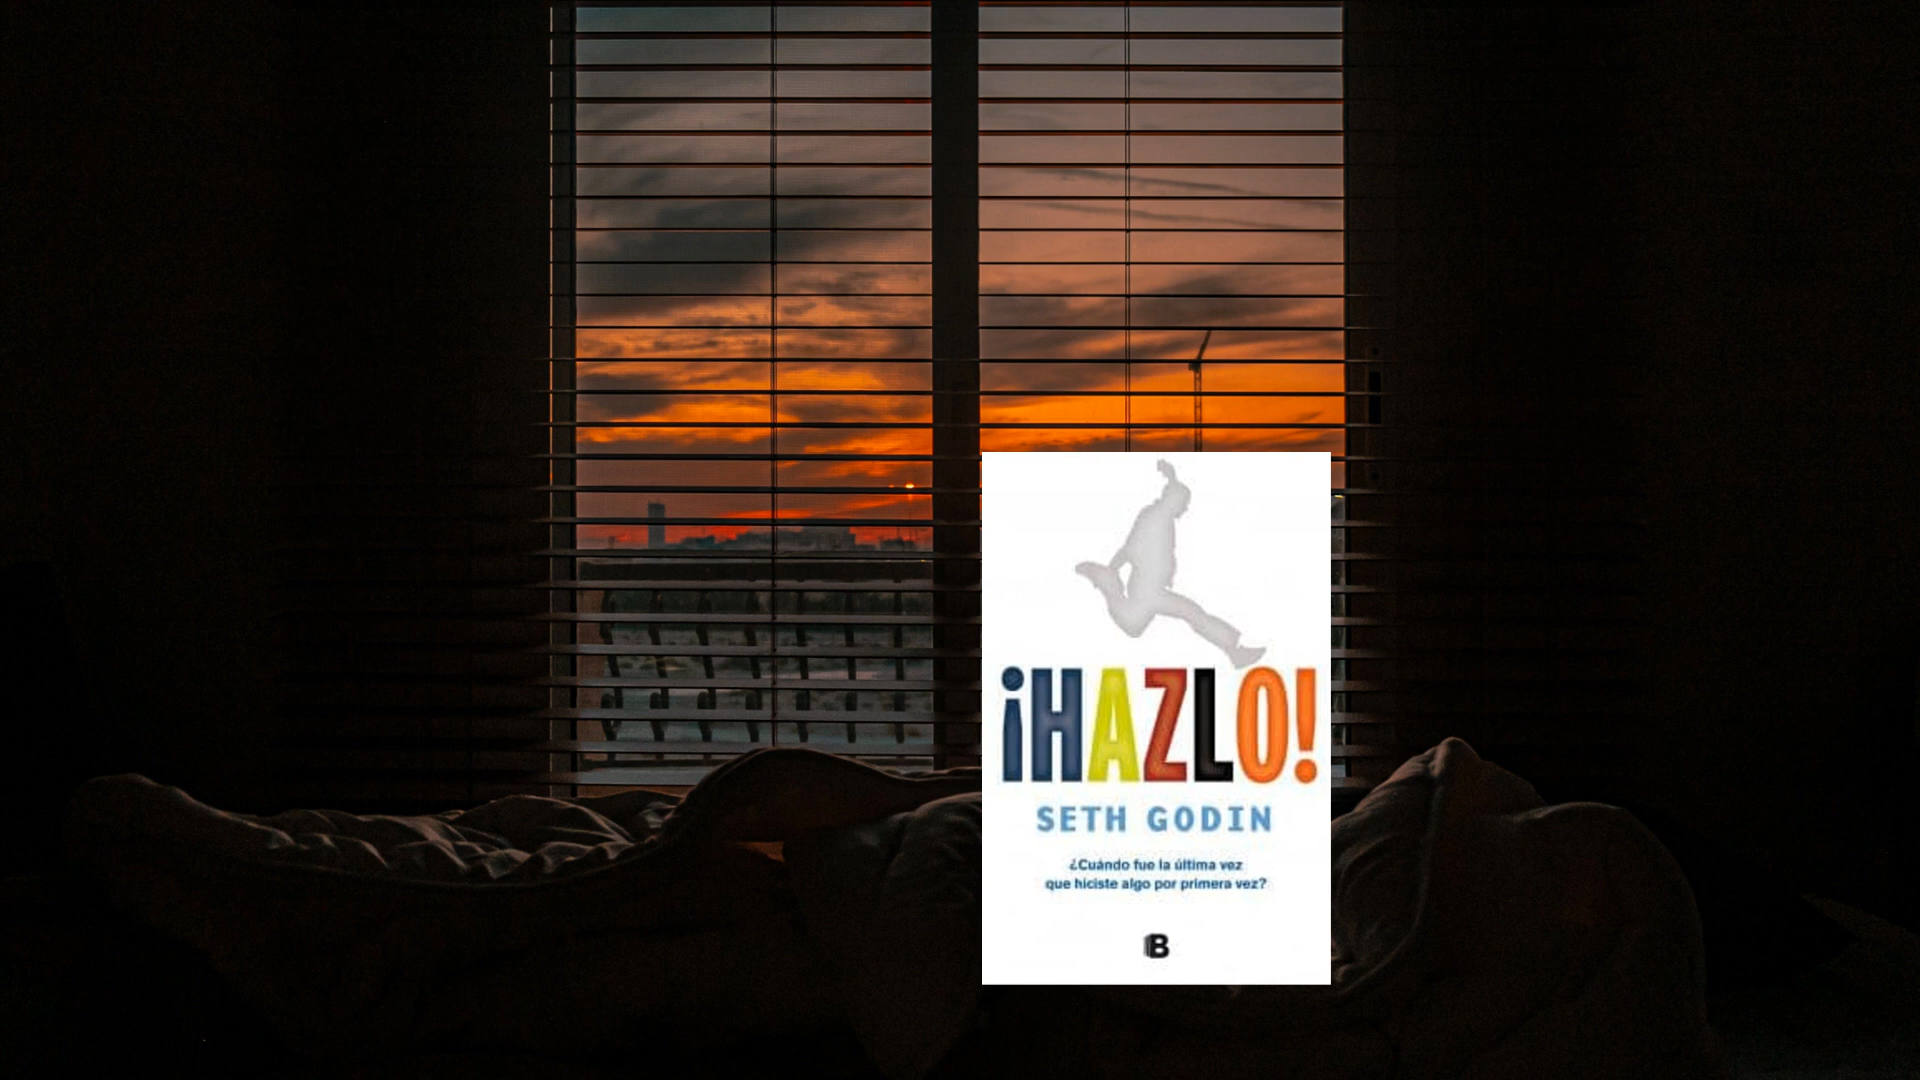 ¡HAZLO!
SETH GODIN
¿Cuándo fue la última vez
que hiciste algo por primera vez?
B